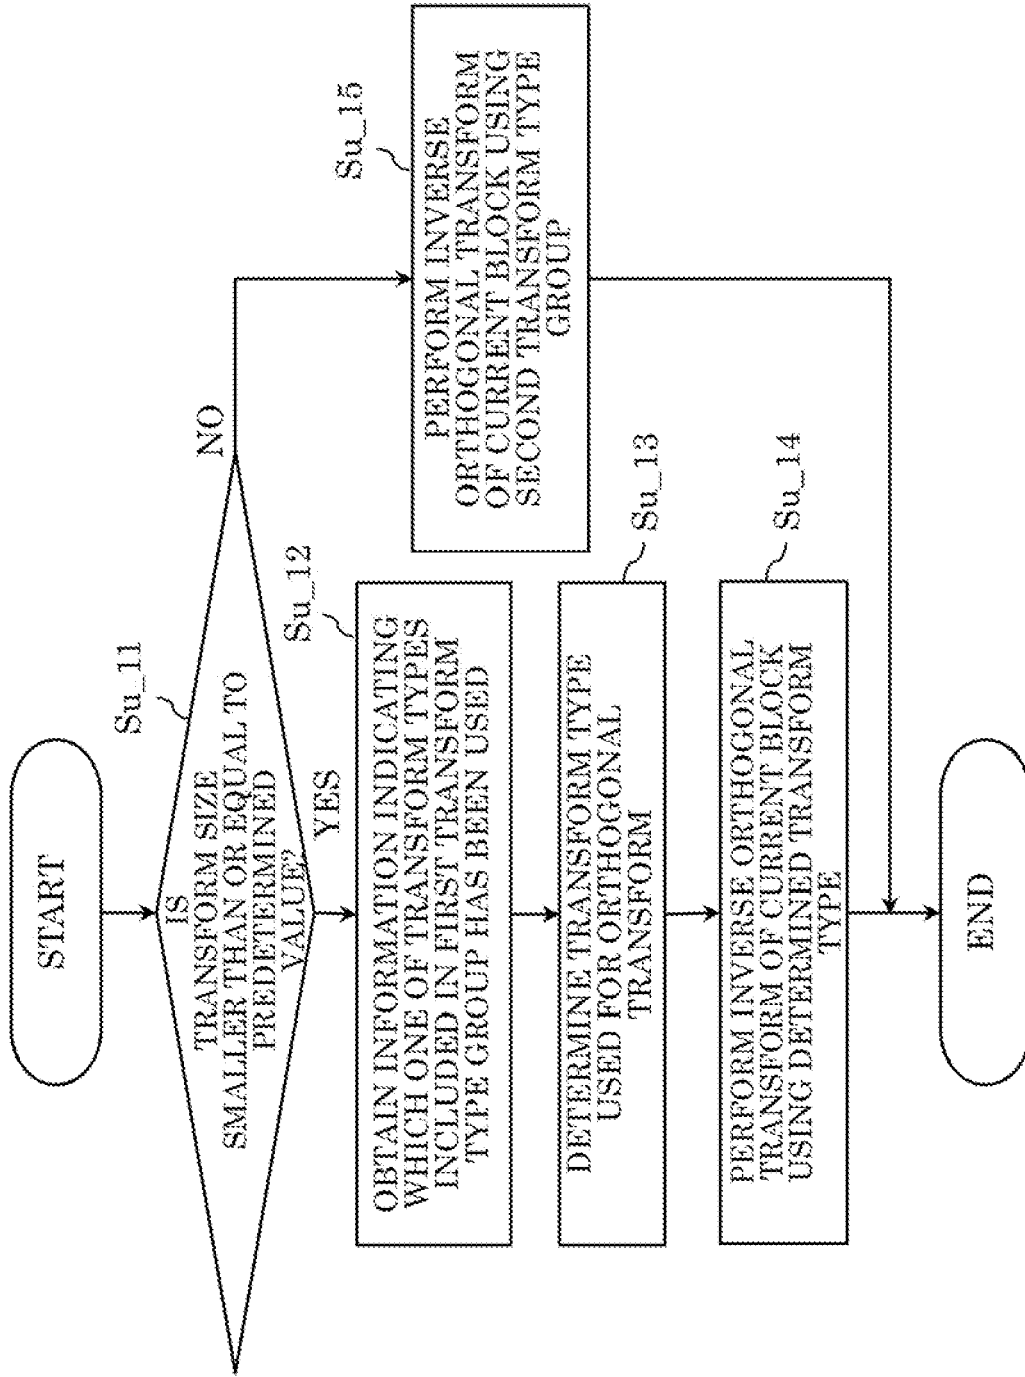 START
Su_11
IS
TRANSFORM SIZE
SMALLER THAN OR EQUAL TO
PREDETERMINED
VALUE?
NO
YES
Su_12
OBTAIN INFORMATION INDICATING
WHICH ONE OF TRANSFORM TYPES
INCLUDED IN FIRST TRANSFORM
TYPE GROUP HAS BEEN USED
Su_13
DETERMINE TRANSFORM TYPE
USED FOR ORTHOGONAL
TRANSFORM
Su_14
PERFORM INVERSE ORTHOGONAL
TRANSFORM OF CURRENT BLOCK
USING DETERMINED TRANSFORM
TYPE
Su_15
PERFORM INVERSE
ORTHOGONAL TRANSFORM
OF CURRENT BLOCK USING
SECOND TRANSFORM TYPE
GROUP
END